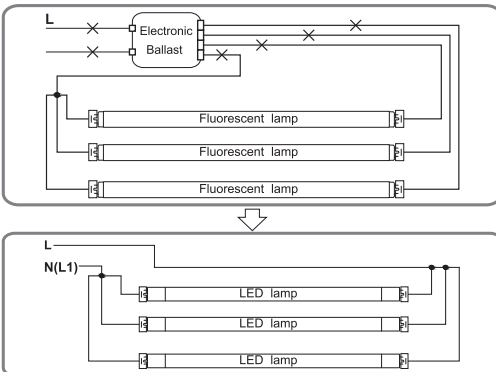 L
Electronic
Ballast
Fluorescent lamp
Fluorescent lamp
Fluorescent lamp
L
N(L1)
LED lamp
LED lamp
LED lamp